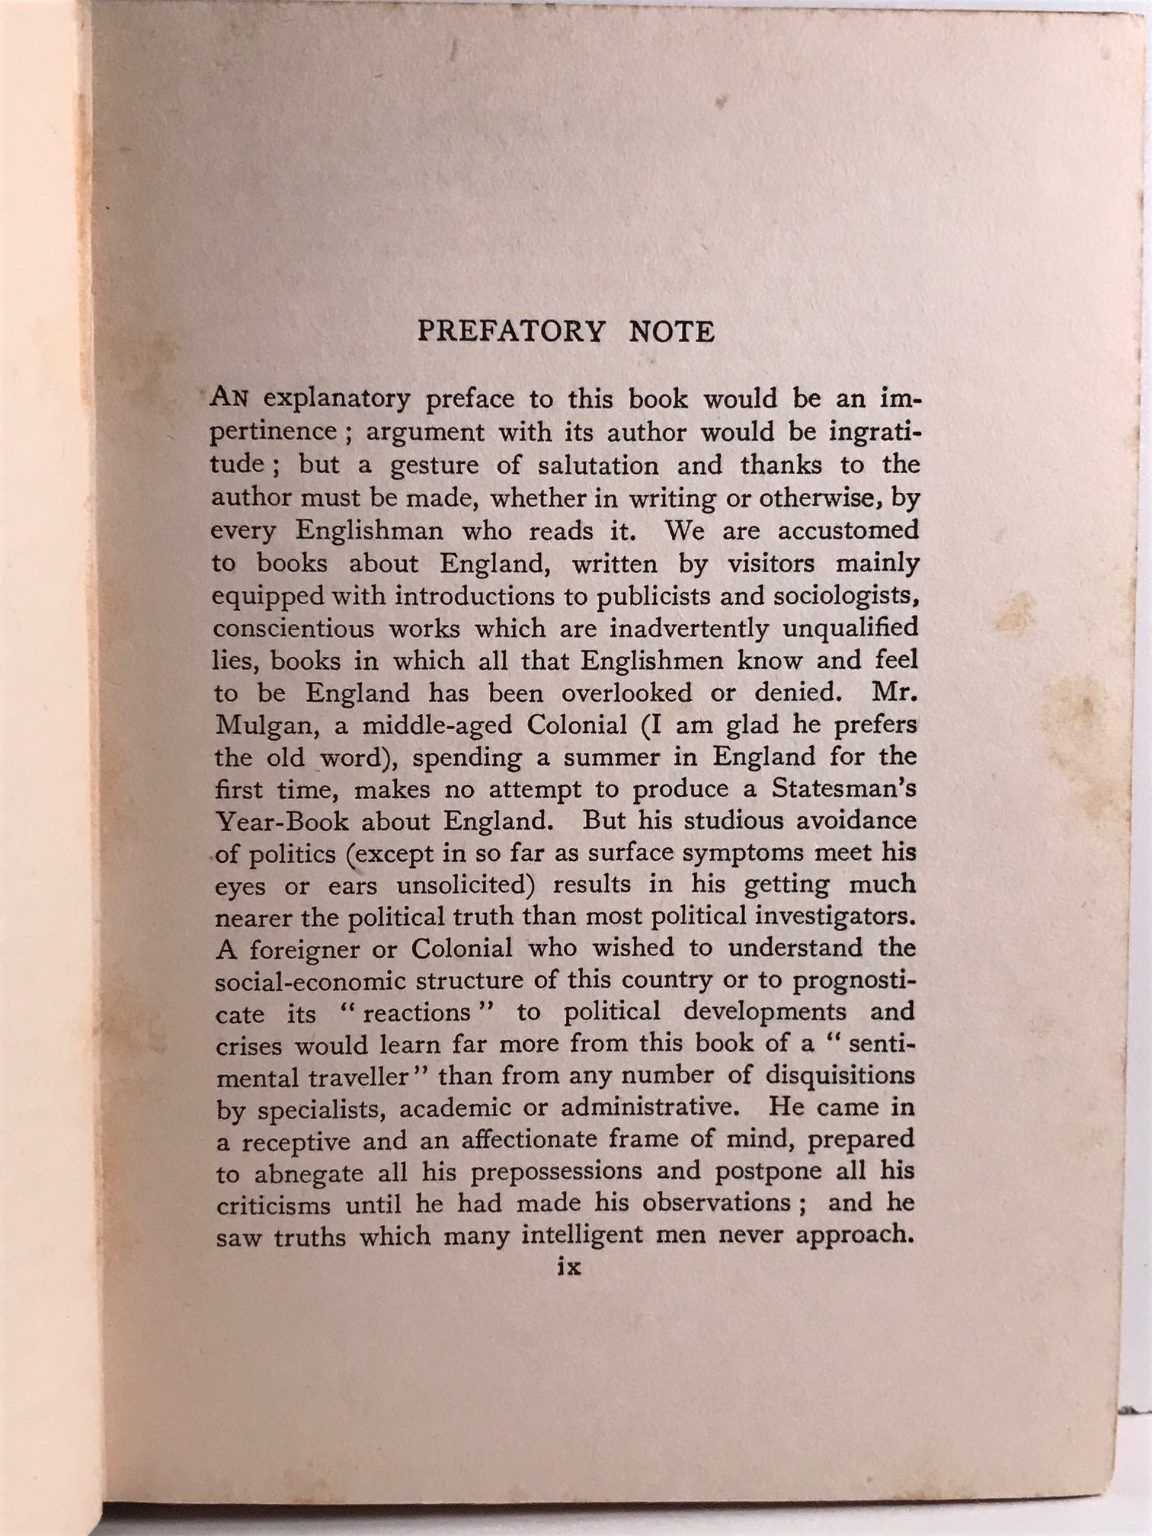 PREFATORY NOTE
AN explanatory preface to this book would be an im-
pertinence ; argument with its author would be ingrati-
tude ; but a gesture of salutation and thanks to the
author must be made, whether in writing or otherwise, by
every Englishman who reads it. We are accustomed
to books about England, written by visitors mainly
equipped with introductions to publicists and sociologists,
conscientious works which are inadvertently unqualified
lies, books in which all that Englishmen know and feel
to be England has been overlooked or denied. Mr.
Mulgan, a middle-aged Colonial (I am glad he prefers
the old word), spending a summer in England for the
first time, makes no attempt to produce a Statesman's
Year-Book about England. But his studious avoidance
of politics (except in so far as surface symptoms meet his
eyes or ears unsolicited) results in his getting much
nearer the political truth than most political investigators.
A foreigner or Colonial who wished to understand the
social-economic structure of this country or to prognosti-
cate its “ reactions ” to political developments and
crises would learn far more from this book of a “ senti-
mental traveller ” than from any number of disquisitions
by specialists, academic or administrative. He came in
a receptive and an affectionate frame of mind, prepared
to abnegate all his prepossessions and postpone all his
criticisms until he had made his observations ; and he
saw truths which many intelligent men never approach.
ix